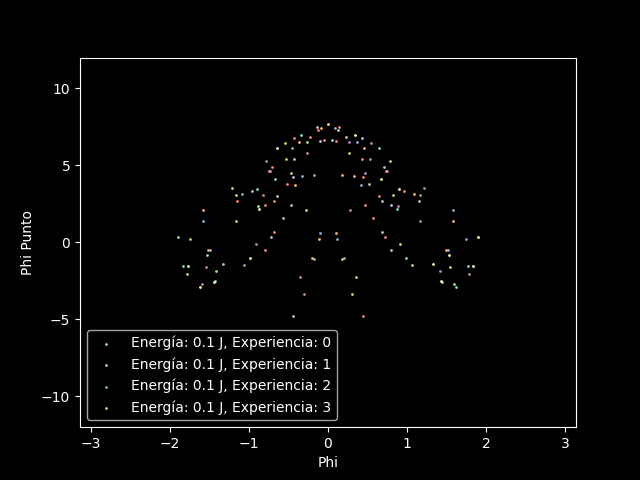 10
5
0
−5
−10
Phi Punto
Energía: 0.1 J, Experiencia: 0
Energía: 0.1 J, Experiencia: 1
Energía: 0.1 J, Experiencia: 2
Energía: 0.1 J, Experiencia: 3
−3 −2 −1 0 1 2 3
Phi